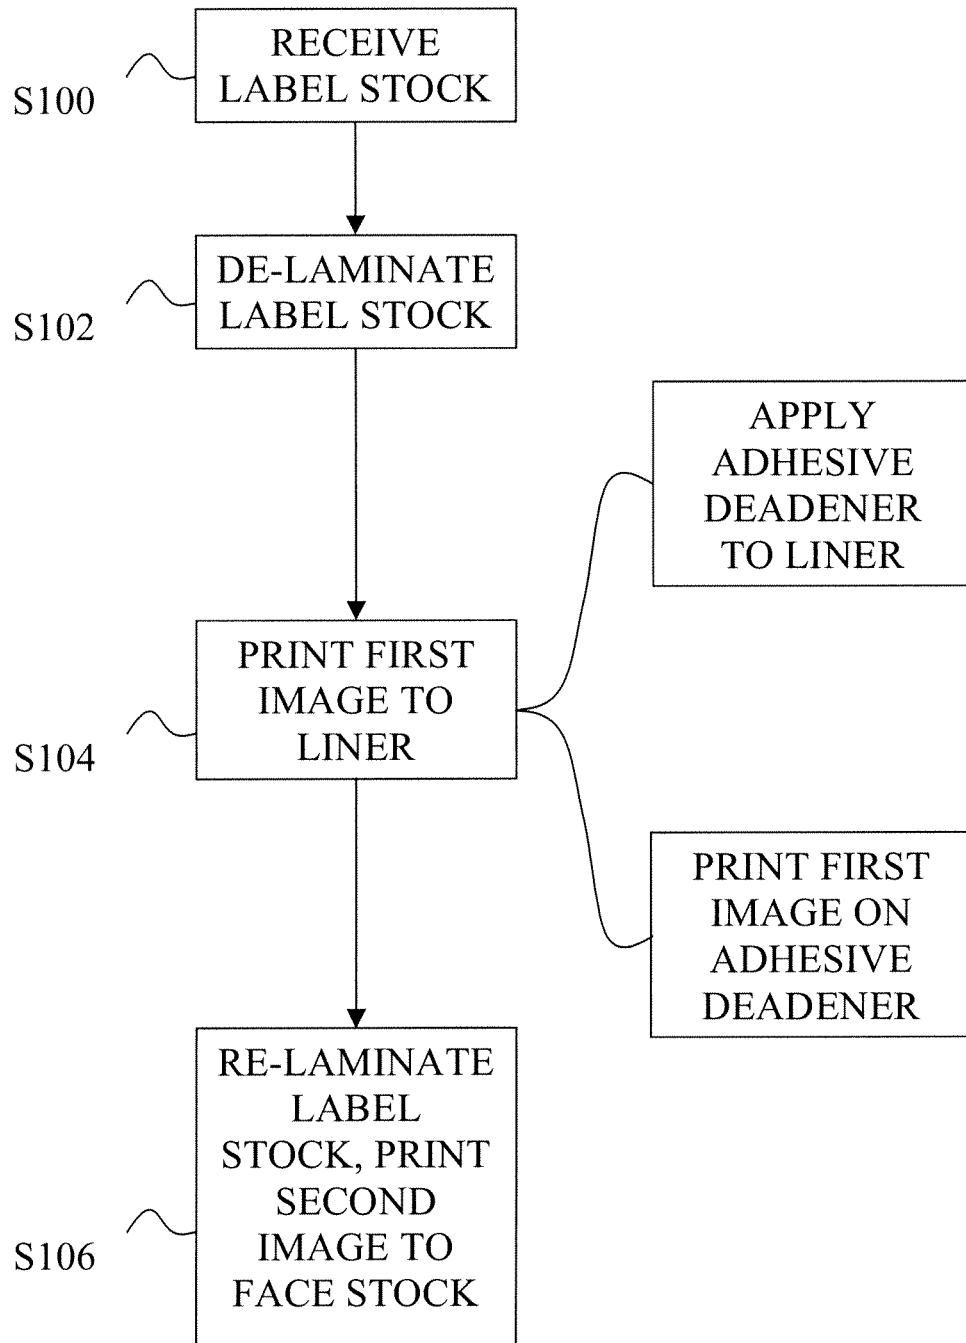 RECEIVE
LABEL STOCK
S100
DE-LAMINATE
LABEL STOCK
S102
APPLY
ADHESIVE
DEADENER
TO LINER
PRINT FIRST
IMAGE TO
LINER
S104
PRINT FIRST
IMAGE ON
ADHESIVE
DEADENER
RE-LAMINATE
LABEL
STOCK, PRINT
SECOND
IMAGE TO
FACE STOCK
S106